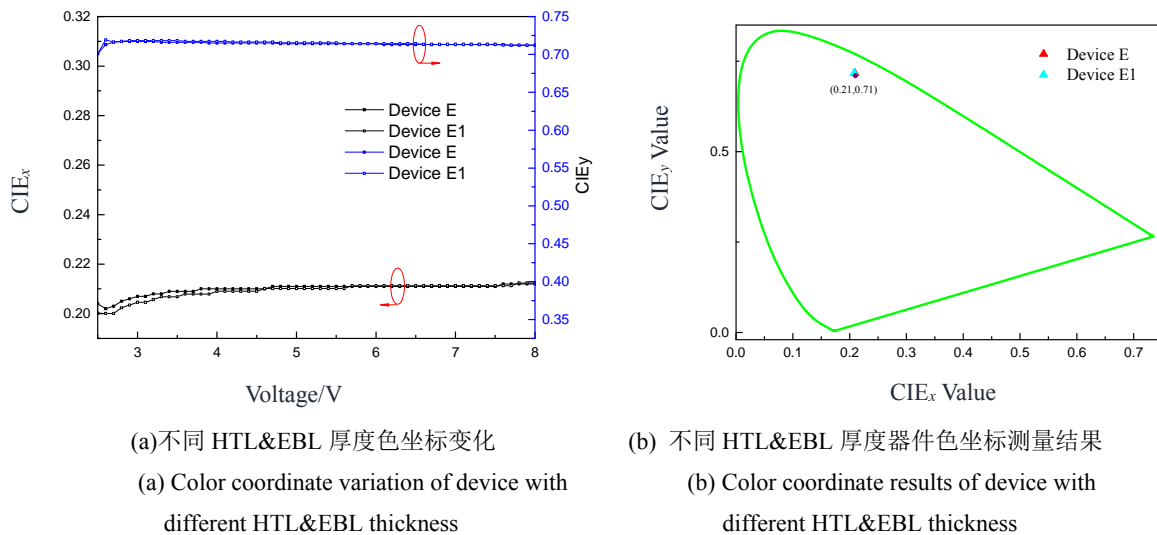 0.32
0.30
0.28
0.26
0.24
0.22
0.20
CIEx
0.75
0.70
0.65
0.60
0.55
0.50
0.45
0.40
0.35
CIEy
Device E
Device E1
Device E
Device E1
3 4 5 6 7 8
Voltage/V
(a)不同 HTL&EBL 厚度色坐标变化
(a) Color coordinate variation of device with
different HTL&EBL thickness
Device E
Device E1
(0.21,0.71)
0.5
0.0
CIEy Value
0.0 0.1 0.2 0.3 0.4 0.5 0.6 0.7
CIEx Value
(b) 不同 HTL&EBL 厚度器件色坐标测量结果
(b) Color coordinate results of device with
different HTL&EBL thickness